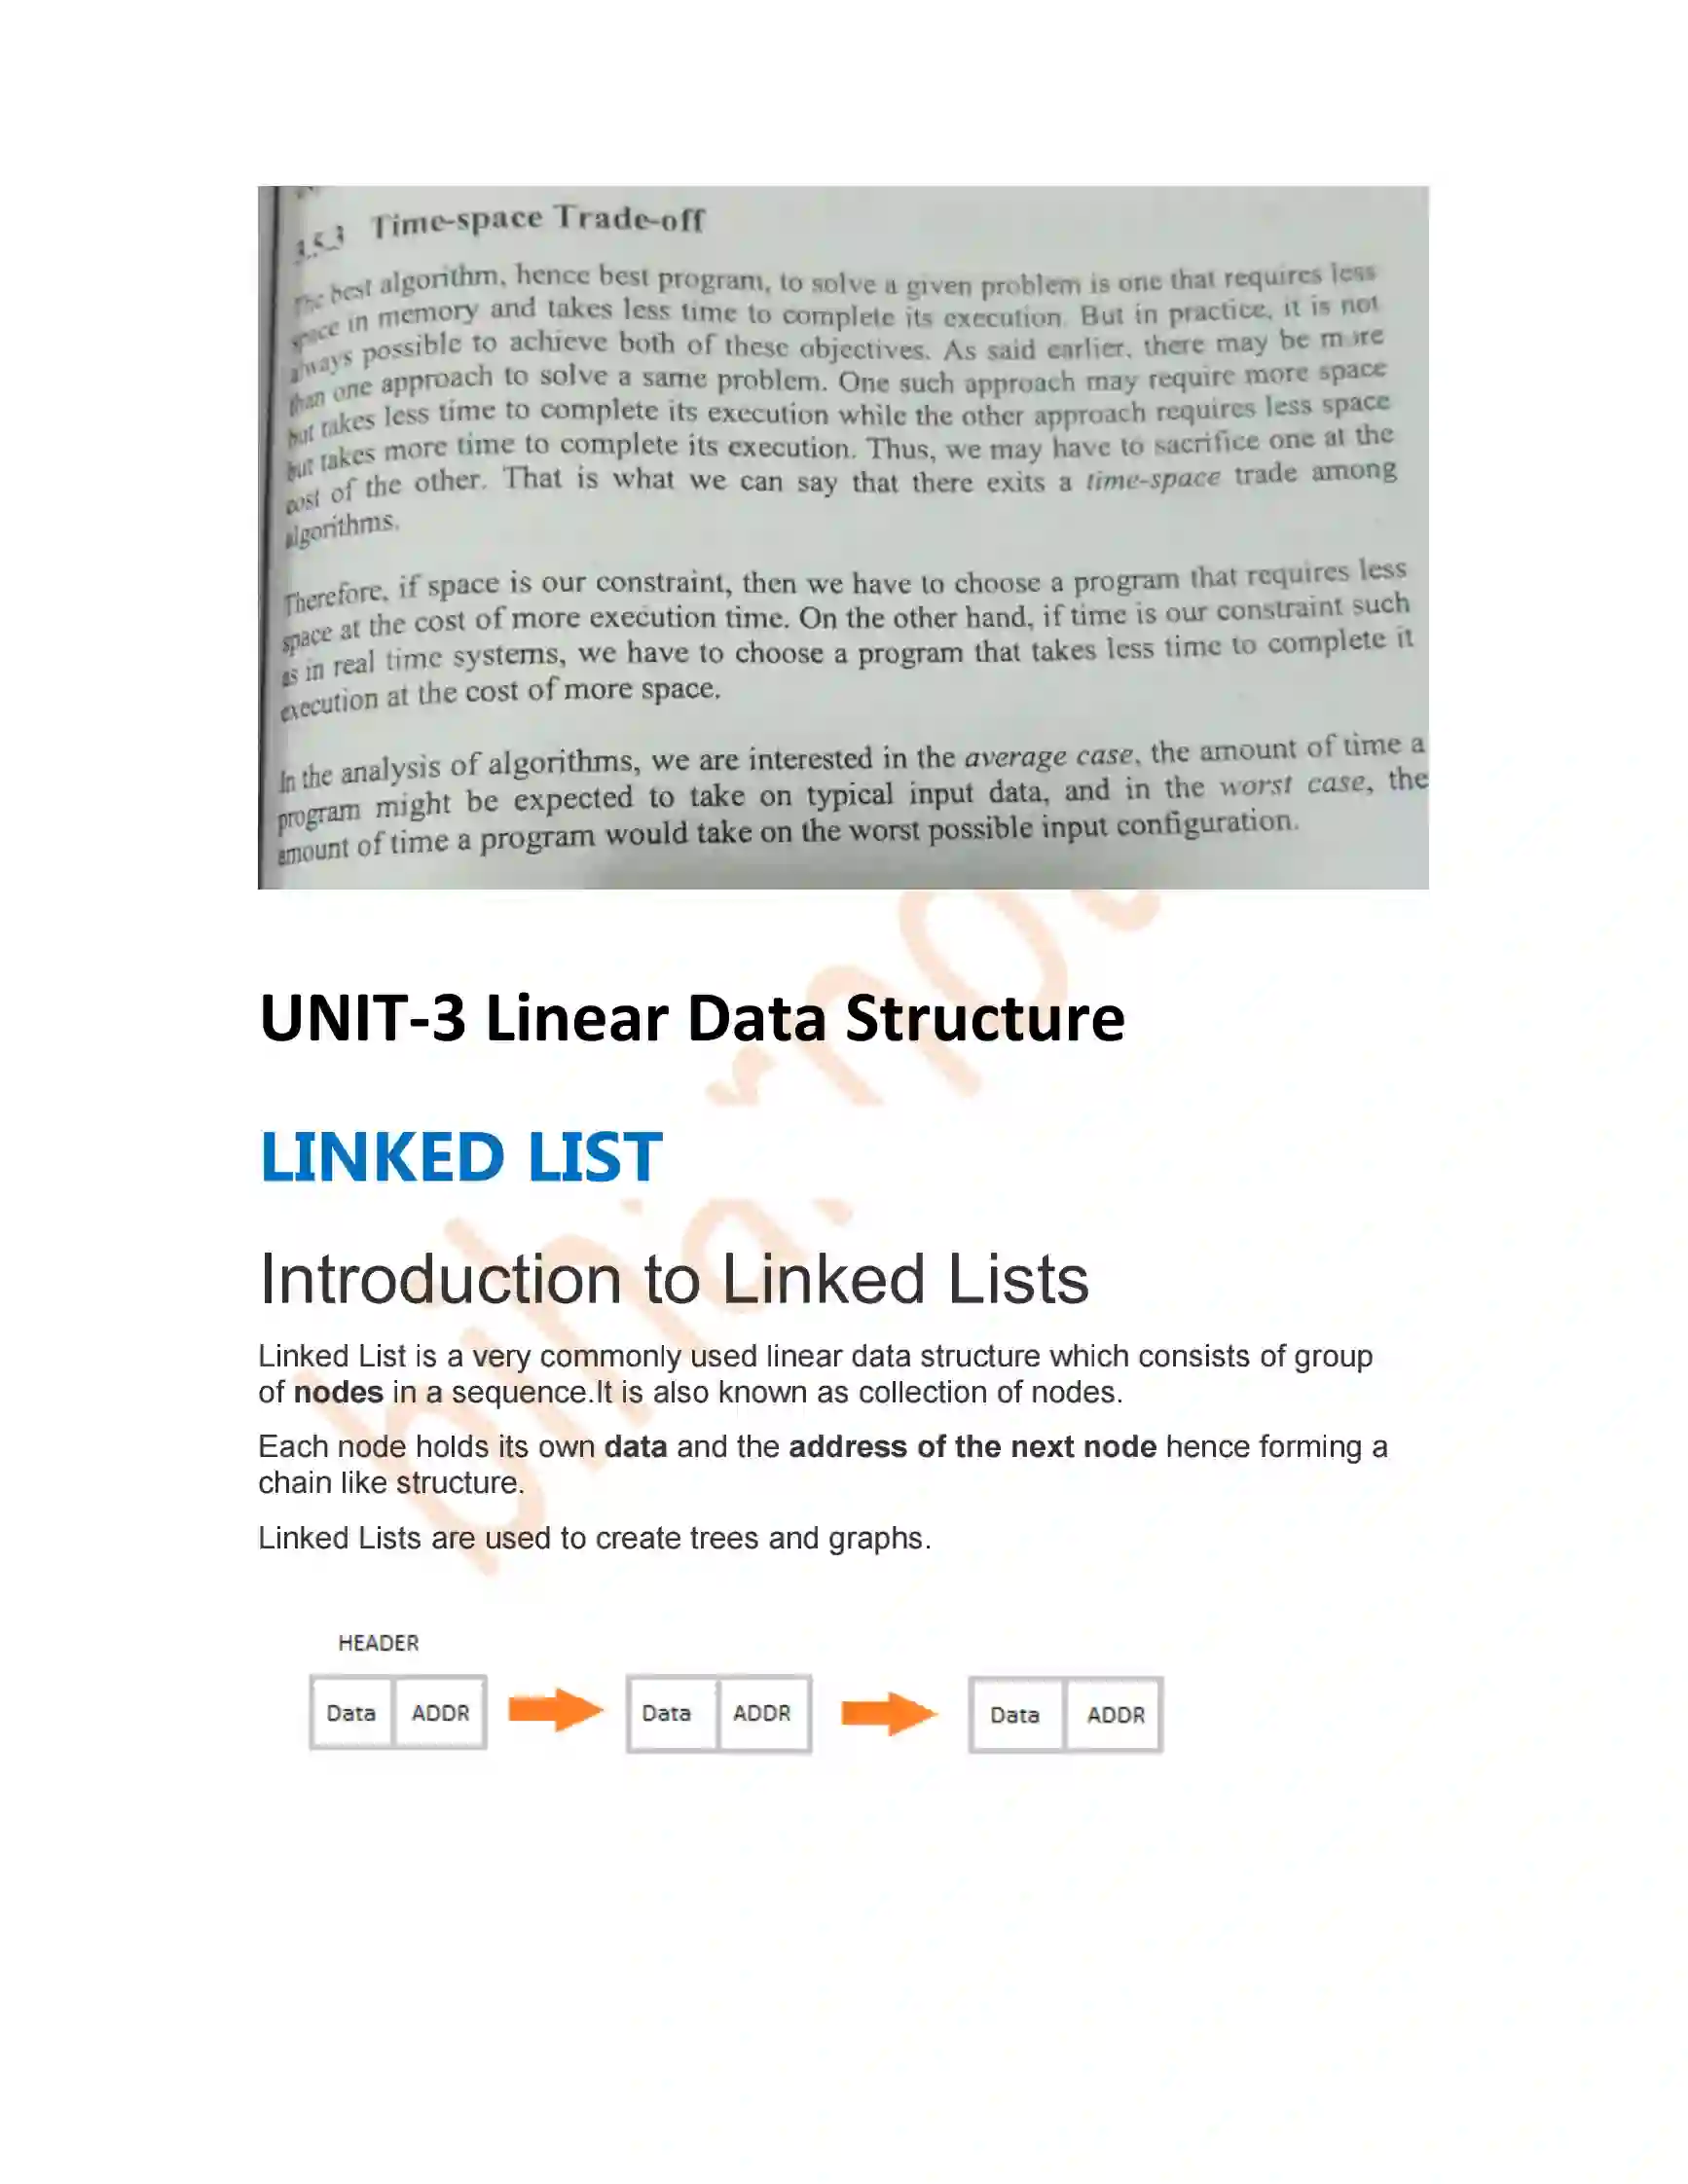 1.5.3 Time-space Trade-off
The best algorithm, hence best program, to solve a given problem is one that requires less
space in memory and takes less time to complete its execution. But in practice, it is not
always possible to achieve both of these objectives. As said earlier, there may be more
than one approach to solve a same problem. One such approach may require more space
but takes less time to complete its execution while the other approach requires less space
but takes more time to complete its execution. Thus, we may have to sacrifice one at the
cost of the other. That is what we can say that there exits a time-space trade among
algorithms.
Therefore, if space is our constraint, then we have to choose a program that requires less
space at the cost of more execution time. On the other hand, if time is our constraint such
as in real time systems, we have to choose a program that takes less time to complete it
execution at the cost of more space.
In the analysis of algorithms, we are interested in the average case, the amount of time a
program might be expected to take on typical input data, and in the worst case, the
amount of time a program would take on the worst possible input configuration.
UNIT-3 Linear Data Structure
LINKED LIST
Introduction to Linked Lists
Linked List is a very commonly used linear data structure which consists of group
of nodes in a sequence.It is also known as collection of nodes.
Each node holds its own data and the address of the next node hence forming a
chain like structure.
Linked Lists are used to create trees and graphs.
HEADER
Data ADDR Data ADDR Data ADDR